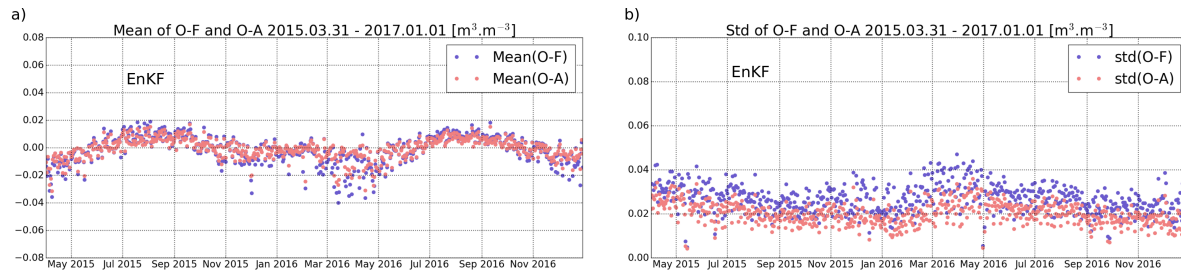 a)
Mean of O-F and O-A 2015.03.31 - 2017.01.01 [m³.m⁻³]
0.08
0.06
0.04
0.02
0.00
−0.02
−0.04
−0.06
−0.08
EnKF
Mean(O-F)
Mean(O-A)
May 2015 Jul 2015 Sep 2015 Nov 2015 Jan 2016 Mar 2016 May 2016 Jul 2016 Sep 2016 Nov 2016
b)
Std of O-F and O-A 2015.03.31 - 2017.01.01 [m³.m⁻³]
0.10
0.08
0.06
0.04
0.02
0.00
EnKF
std(O-F)
std(O-A)
May 2015 Jul 2015 Sep 2015 Nov 2015 Jan 2016 Mar 2016 May 2016 Jul 2016 Sep 2016 Nov 2016